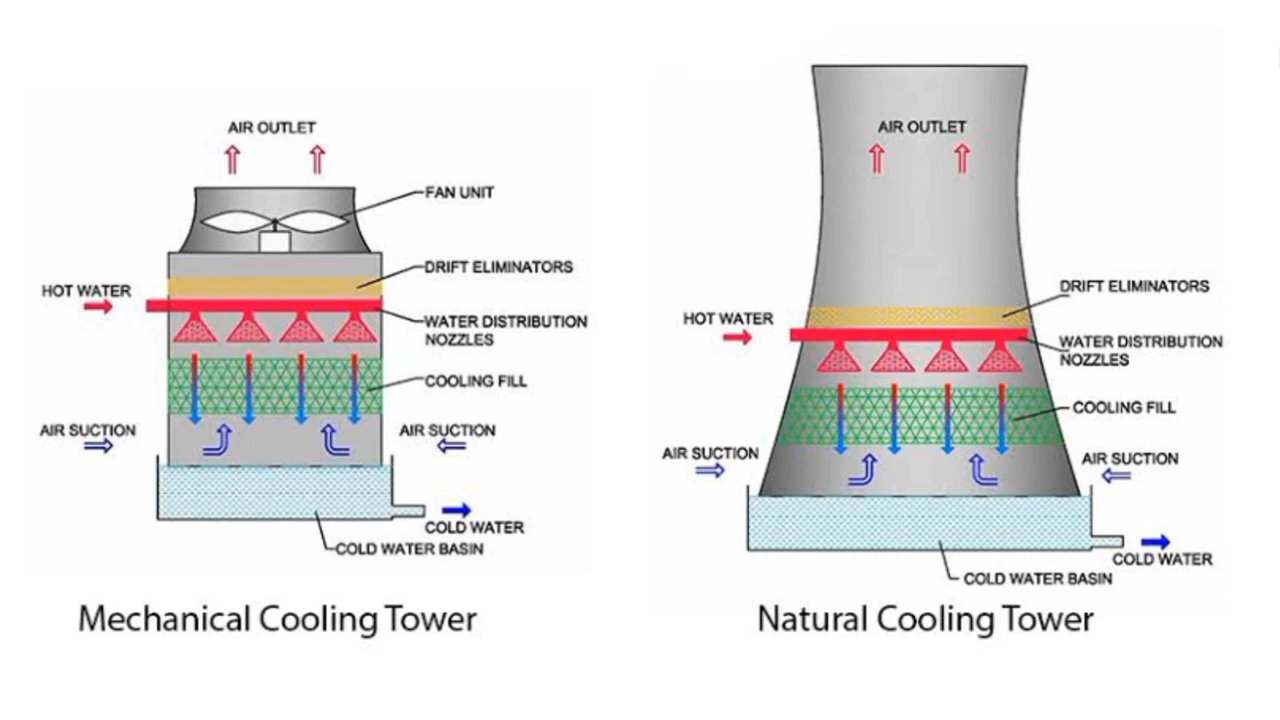 AIR OUTLET
FAN UNIT
DRIFT ELIMINATORS
HOT WATER
WATER DISTRIBUTION
NOZZLES
COOLING FILL
AIR SUCTION
AIR SUCTION
COLD WATER
COLD WATER BASIN
Mechanical Cooling Tower
AIR OUTLET
DRIFT ELIMINATORS
HOT WATER
WATER DISTRIBUTION
NOZZLES
COOLING FILL
AIR SUCTION
AIR SUCTION
COLD WATER
COLD WATER BASIN
Natural Cooling Tower